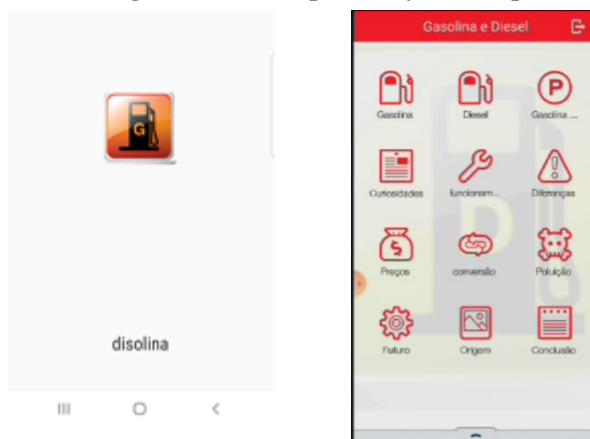 G
disolina
Gasolina e Diesel
Gasolina Diesel Gasolina ...
P
Curiosidades funcionam... Diferenças
Preços conversão Poluição
$
Futuro Origem Conclusão
D